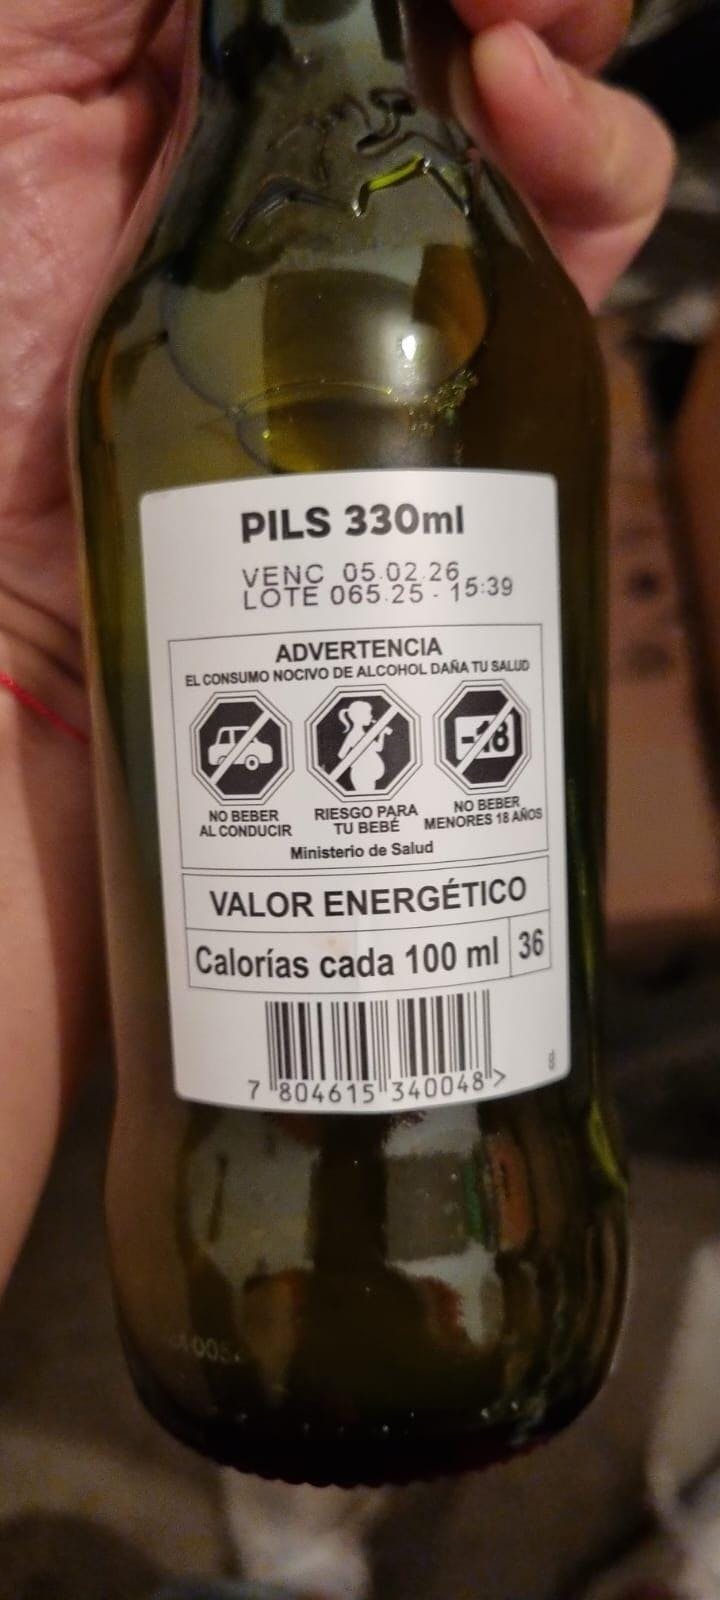 PILS 330ml
VENC 05.02.26
LOTE 065.25 - 15:39
ADVERTENCIA
EL CONSUMO NOCIVO DE ALCOHOL DAÑA TU SALUD
-18
NO BEBER
AL CONDUCIR
RIESGO PARA
TU BEBÉ
NO BEBER
MENORES 18 AÑOS
Ministerio de Salud
VALOR ENERGÉTICO
Calorías cada 100 ml 36
7 804615 340048 >